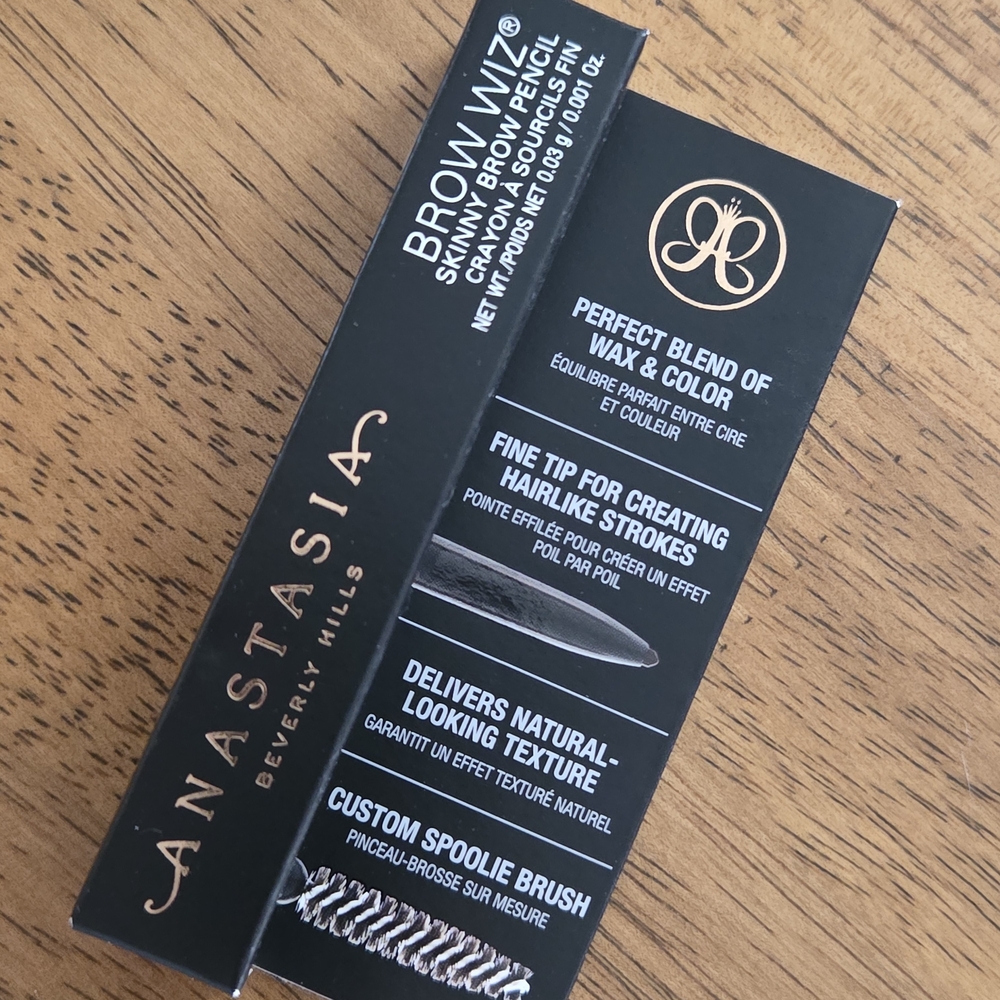 BROW WIZ®
SKINNY BROW PENCIL
CRAYON À SOURCILS FIN
NET WT./POIDS NET 0.03 g / 0.001 Oz.
ANASTASIA
BEVERLY HILLS
PERFECT BLEND OF
WAX & COLOR
ÉQUILIBRE PARFAIT ENTRE CIRE
ET COULEUR
FINE TIP FOR CREATING
HAIRLIKE STROKES
POINTE EFFILÉE POUR CRÉER UN EFFET
POIL PAR POIL
DELIVERS NATURAL-
LOOKING TEXTURE
GARANTIT UN EFFET TEXTURÉ NATUREL
CUSTOM SPOOLIE BRUSH
PINCEAU-BROSSE SUR MESURE